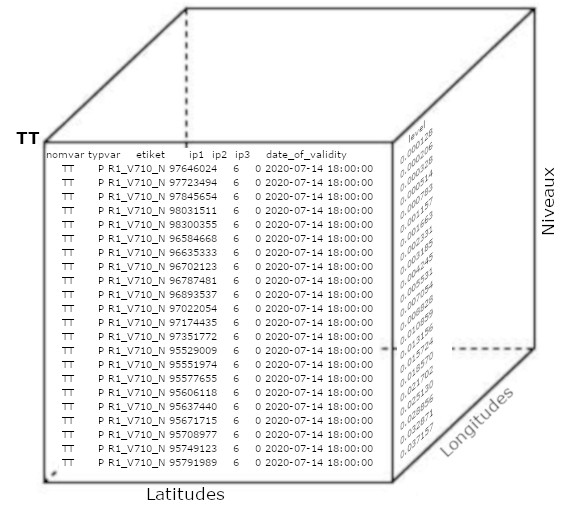 TT
nomvar typvar etiket ip1 ip2 ip3 date_of_validity
TT P R1_V710_N 97646024 6 0 2020-07-14 18:00:00
TT P R1_V710_N 97723494 6 0 2020-07-14 18:00:00
TT P R1_V710_N 97845654 6 0 2020-07-14 18:00:00
TT P R1_V710_N 98031511 6 0 2020-07-14 18:00:00
TT P R1_V710_N 98300355 6 0 2020-07-14 18:00:00
TT P R1_V710_N 96584668 6 0 2020-07-14 18:00:00
TT P R1_V710_N 96635333 6 0 2020-07-14 18:00:00
TT P R1_V710_N 96702123 6 0 2020-07-14 18:00:00
TT P R1_V710_N 96787481 6 0 2020-07-14 18:00:00
TT P R1_V710_N 96893537 6 0 2020-07-14 18:00:00
TT P R1_V710_N 97022054 6 0 2020-07-14 18:00:00
TT P R1_V710_N 97174435 6 0 2020-07-14 18:00:00
TT P R1_V710_N 97351772 6 0 2020-07-14 18:00:00
TT P R1_V710_N 95529009 6 0 2020-07-14 18:00:00
TT P R1_V710_N 95551974 6 0 2020-07-14 18:00:00
TT P R1_V710_N 95577655 6 0 2020-07-14 18:00:00
TT P R1_V710_N 95606118 6 0 2020-07-14 18:00:00
TT P R1_V710_N 95637440 6 0 2020-07-14 18:00:00
TT P R1_V710_N 95671715 6 0 2020-07-14 18:00:00
TT P R1_V710_N 95708977 6 0 2020-07-14 18:00:00
TT P R1_V710_N 95749123 6 0 2020-07-14 18:00:00
TT P R1_V710_N 95791989 6 0 2020-07-14 18:00:00
level
0.000128
0.000206
0.000328
0.000514
0.000783
0.001157
0.001663
0.002331
0.003185
0.004245
0.005531
0.007054
0.008828
0.010859
0.013156
0.015724
0.018570
0.021702
0.025130
0.028856
0.032871
0.037157
Niveaux
Longitudes
Latitudes